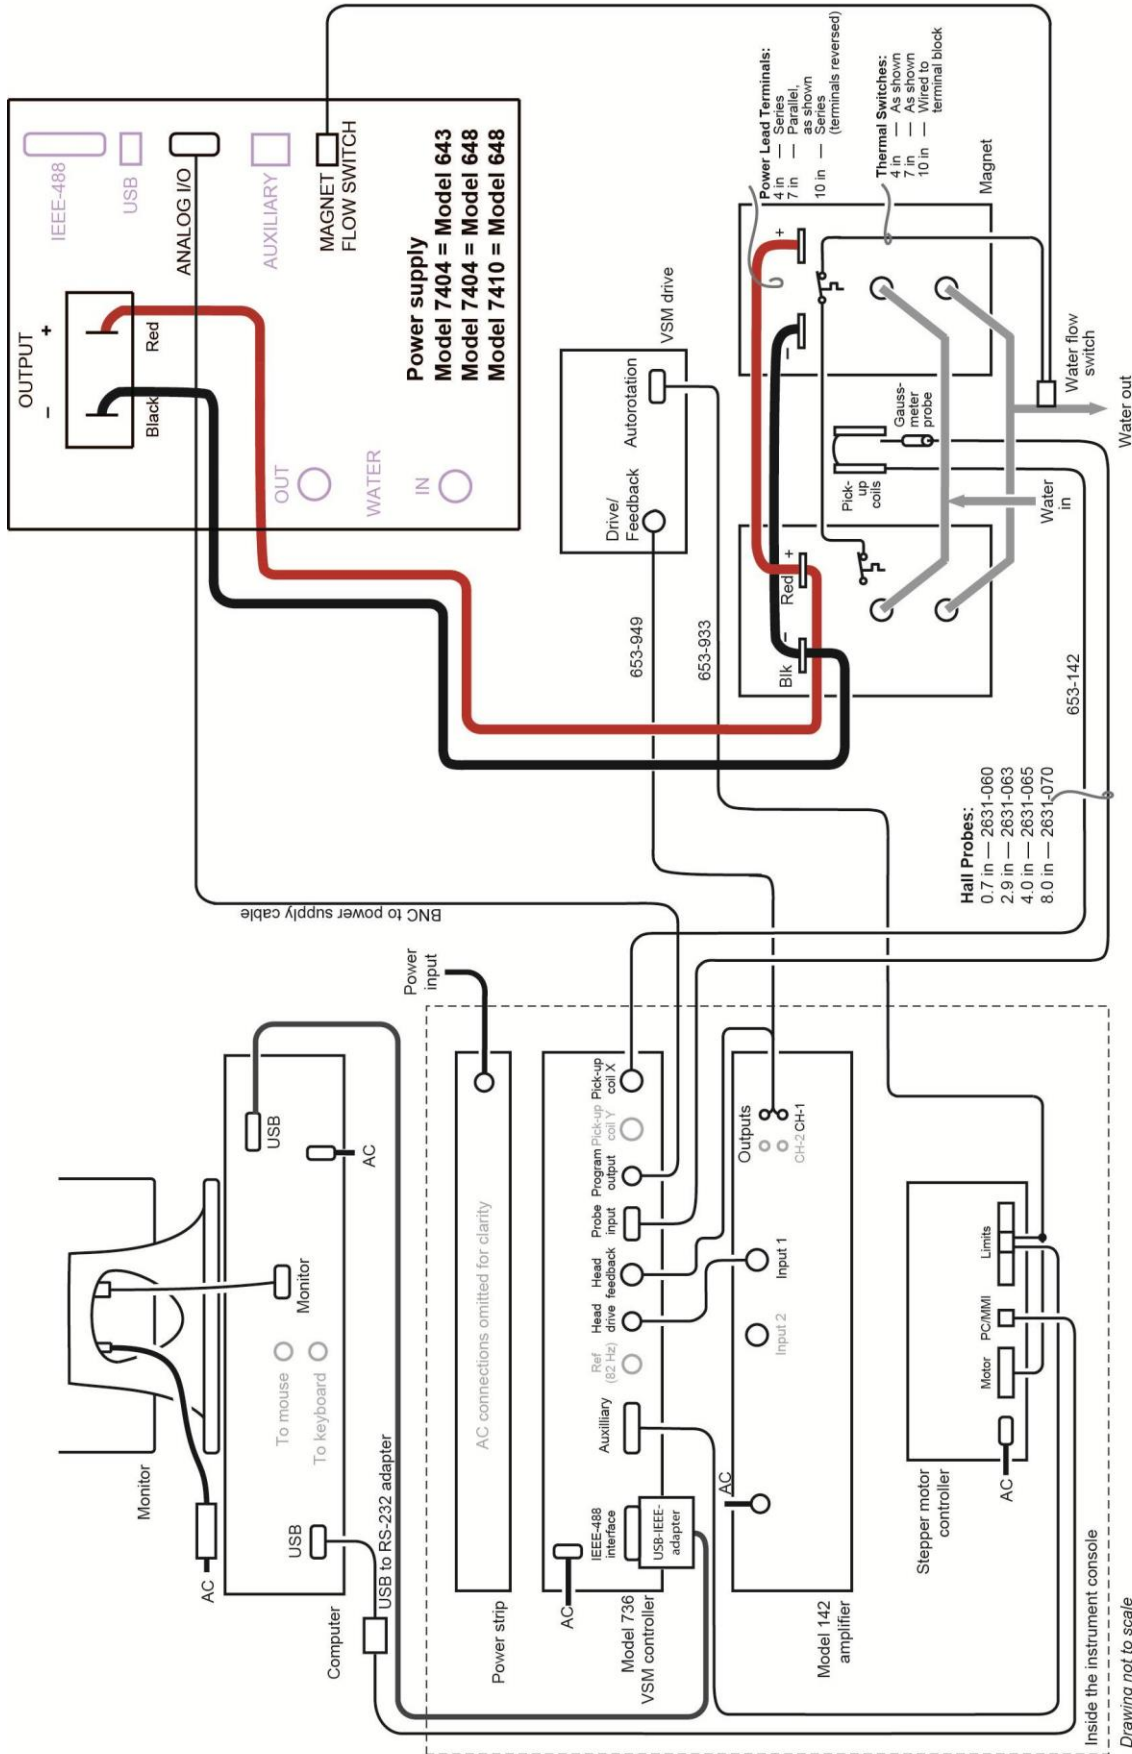 OUTPUT
− +
Black
Red
IEEE-488
USB
ANALOG I/O
AUXILIARY
MAGNET
FLOW SWITCH
OUT
WATER
IN
Power supply
Model 7404 = Model 643
Model 7404 = Model 648
Model 7410 = Model 648
Drive/
Feedback
Autorotation
VSM drive
653-949
653-933
Power Lead Terminals:
4 in — Series
7 in — Parallel,
as shown
10 in — Series
(terminals reversed)
Thermal Switches:
4 in — As shown
7 in — As shown
10 in — Wired to
terminal block
Magnet
Blk
−
Red
+
−
+
Pick-
up
coils
Gauss-
meter
probe
Water
in
Water flow
switch
Water out
653-142
Hall Probes:
0.7 in — 2631-060
2.9 in — 2631-063
4.0 in — 2631-065
8.0 in — 2631-070
BNC to power supply cable
Monitor
AC
USB
To mouse
To keyboard
Monitor
USB
AC
Computer
USB to RS-232 adapter
Power
input
AC connections omitted for clarity
Power strip
AC
IEEE-488
interface
USB-IEEE-
adapter
Auxilliary
Ref
(82 Hz)
Head
drive
Head
feedback
Probe
input
Program
output
Pick-up
coil Y
Pick-up
coil X
Model 736
VSM controller
AC
Input 2
Input 1
Outputs
CH-2
CH-1
Model 142
amplifier
AC
Motor
PC/MMI
Limits
Stepper motor
controller
Inside the instrument console
Drawing not to scale